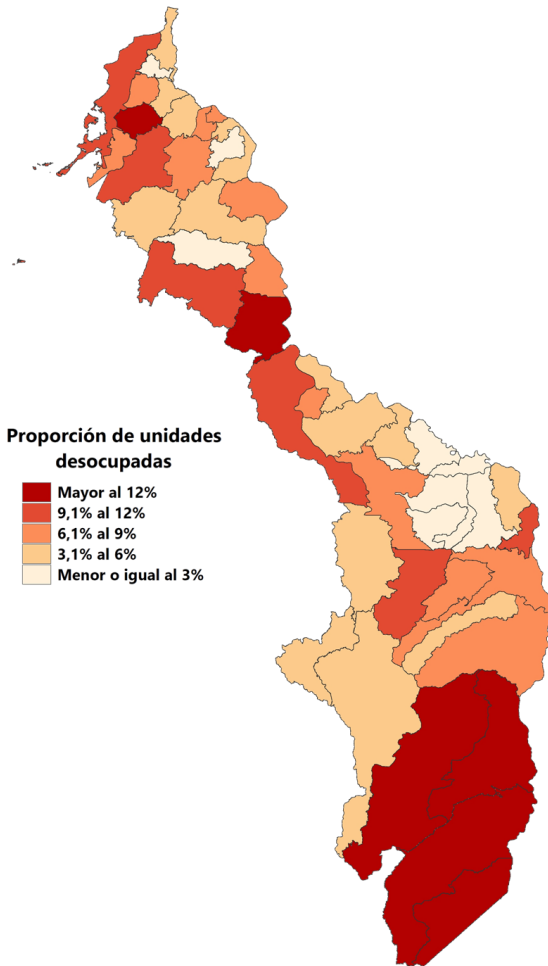 Proporción de unidades
desocupadas
Mayor al 12%
9,1% al 12%
6,1% al 9%
3,1% al 6%
Menor o igual al 3%